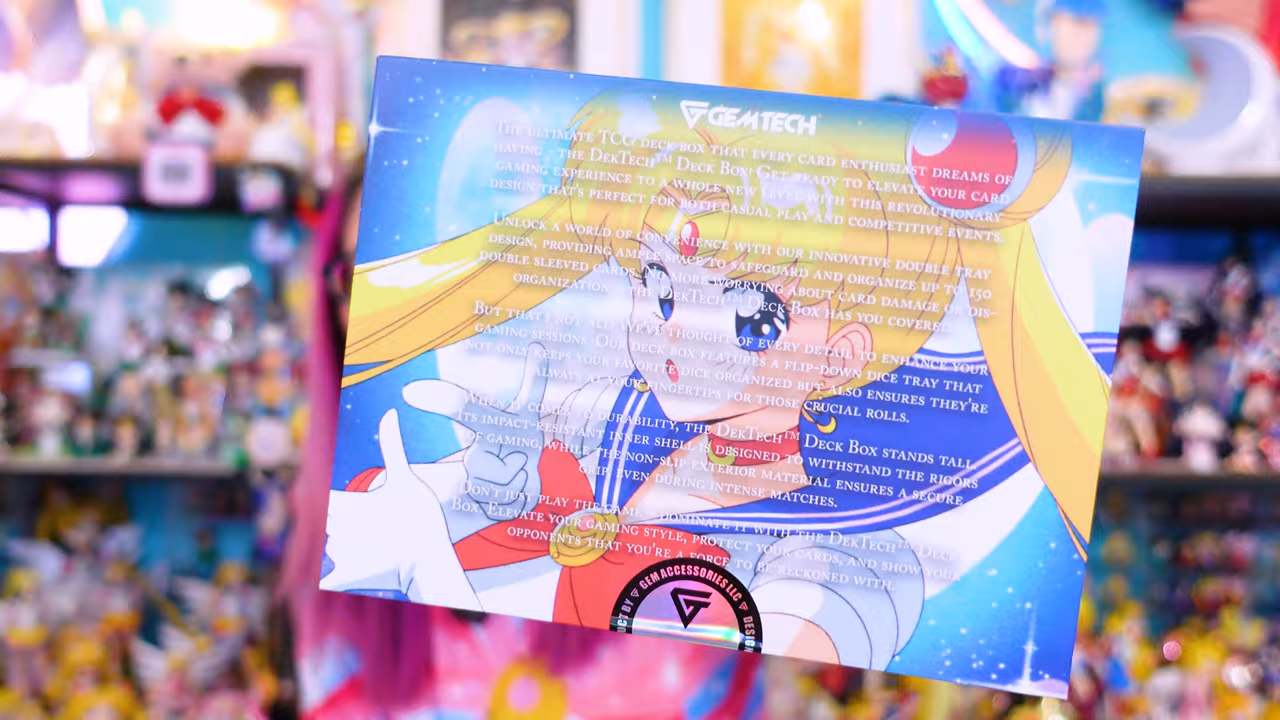 GEMTECH
THE ULTIMATE TCG DECK BOX THAT EVERY CARD ENTHUSIAST DREAMS OF
HAVING - THE DEKTECH™ DECK BOX! GET READY TO ELEVATE YOUR CARD
GAMING EXPERIENCE TO A WHOLE NEW LEVEL WITH THIS REVOLUTIONARY
DESIGN THAT'S PERFECT FOR BOTH CASUAL PLAY AND COMPETITIVE EVENTS.
UNLOCK A WORLD OF CONVENIENCE WITH OUR INNOVATIVE DOUBLE TRAY
DESIGN, PROVIDING AMPLE SPACE TO SAFEGUARD AND ORGANIZE UP TO 150
DOUBLE SLEEVED CARDS. NO MORE WORRYING ABOUT CARD DAMAGE OR DIS-
ORGANIZATION - THE DEKTECH™ DECK BOX HAS YOU COVERED.
BUT THAT'S NOT ALL! WE'VE THOUGHT OF EVERY DETAIL TO ENHANCE YOUR
GAMING SESSIONS. OUR DECK BOX FEATURES A FLIP-DOWN DICE TRAY THAT
NOT ONLY KEEPS YOUR FAVORITE DICE ORGANIZED BUT ALSO ENSURES THEY'RE
ALWAYS AT YOUR FINGERTIPS FOR THOSE CRUCIAL ROLLS.
WHEN IT COMES TO DURABILITY, THE DEKTECH™ DECK BOX STANDS TALL.
ITS IMPACT-RESISTANT INNER SHELL IS DESIGNED TO WITHSTAND THE RIGORS
OF GAMING, WHILE THE NON-SLIP EXTERIOR MATERIAL ENSURES A SECURE
GRIP, EVEN DURING INTENSE MATCHES.
DON'T JUST PLAY THE GAME - DOMINATE IT WITH THE DEKTECH™ DECK
BOX. ELEVATE YOUR GAMING STYLE, PROTECT YOUR CARDS, AND SHOW YOUR
OPPONENTS THAT YOU'RE A FORCE TO BE RECKONED WITH.
UCT BY GEM ACCESSORIES LLC DESI